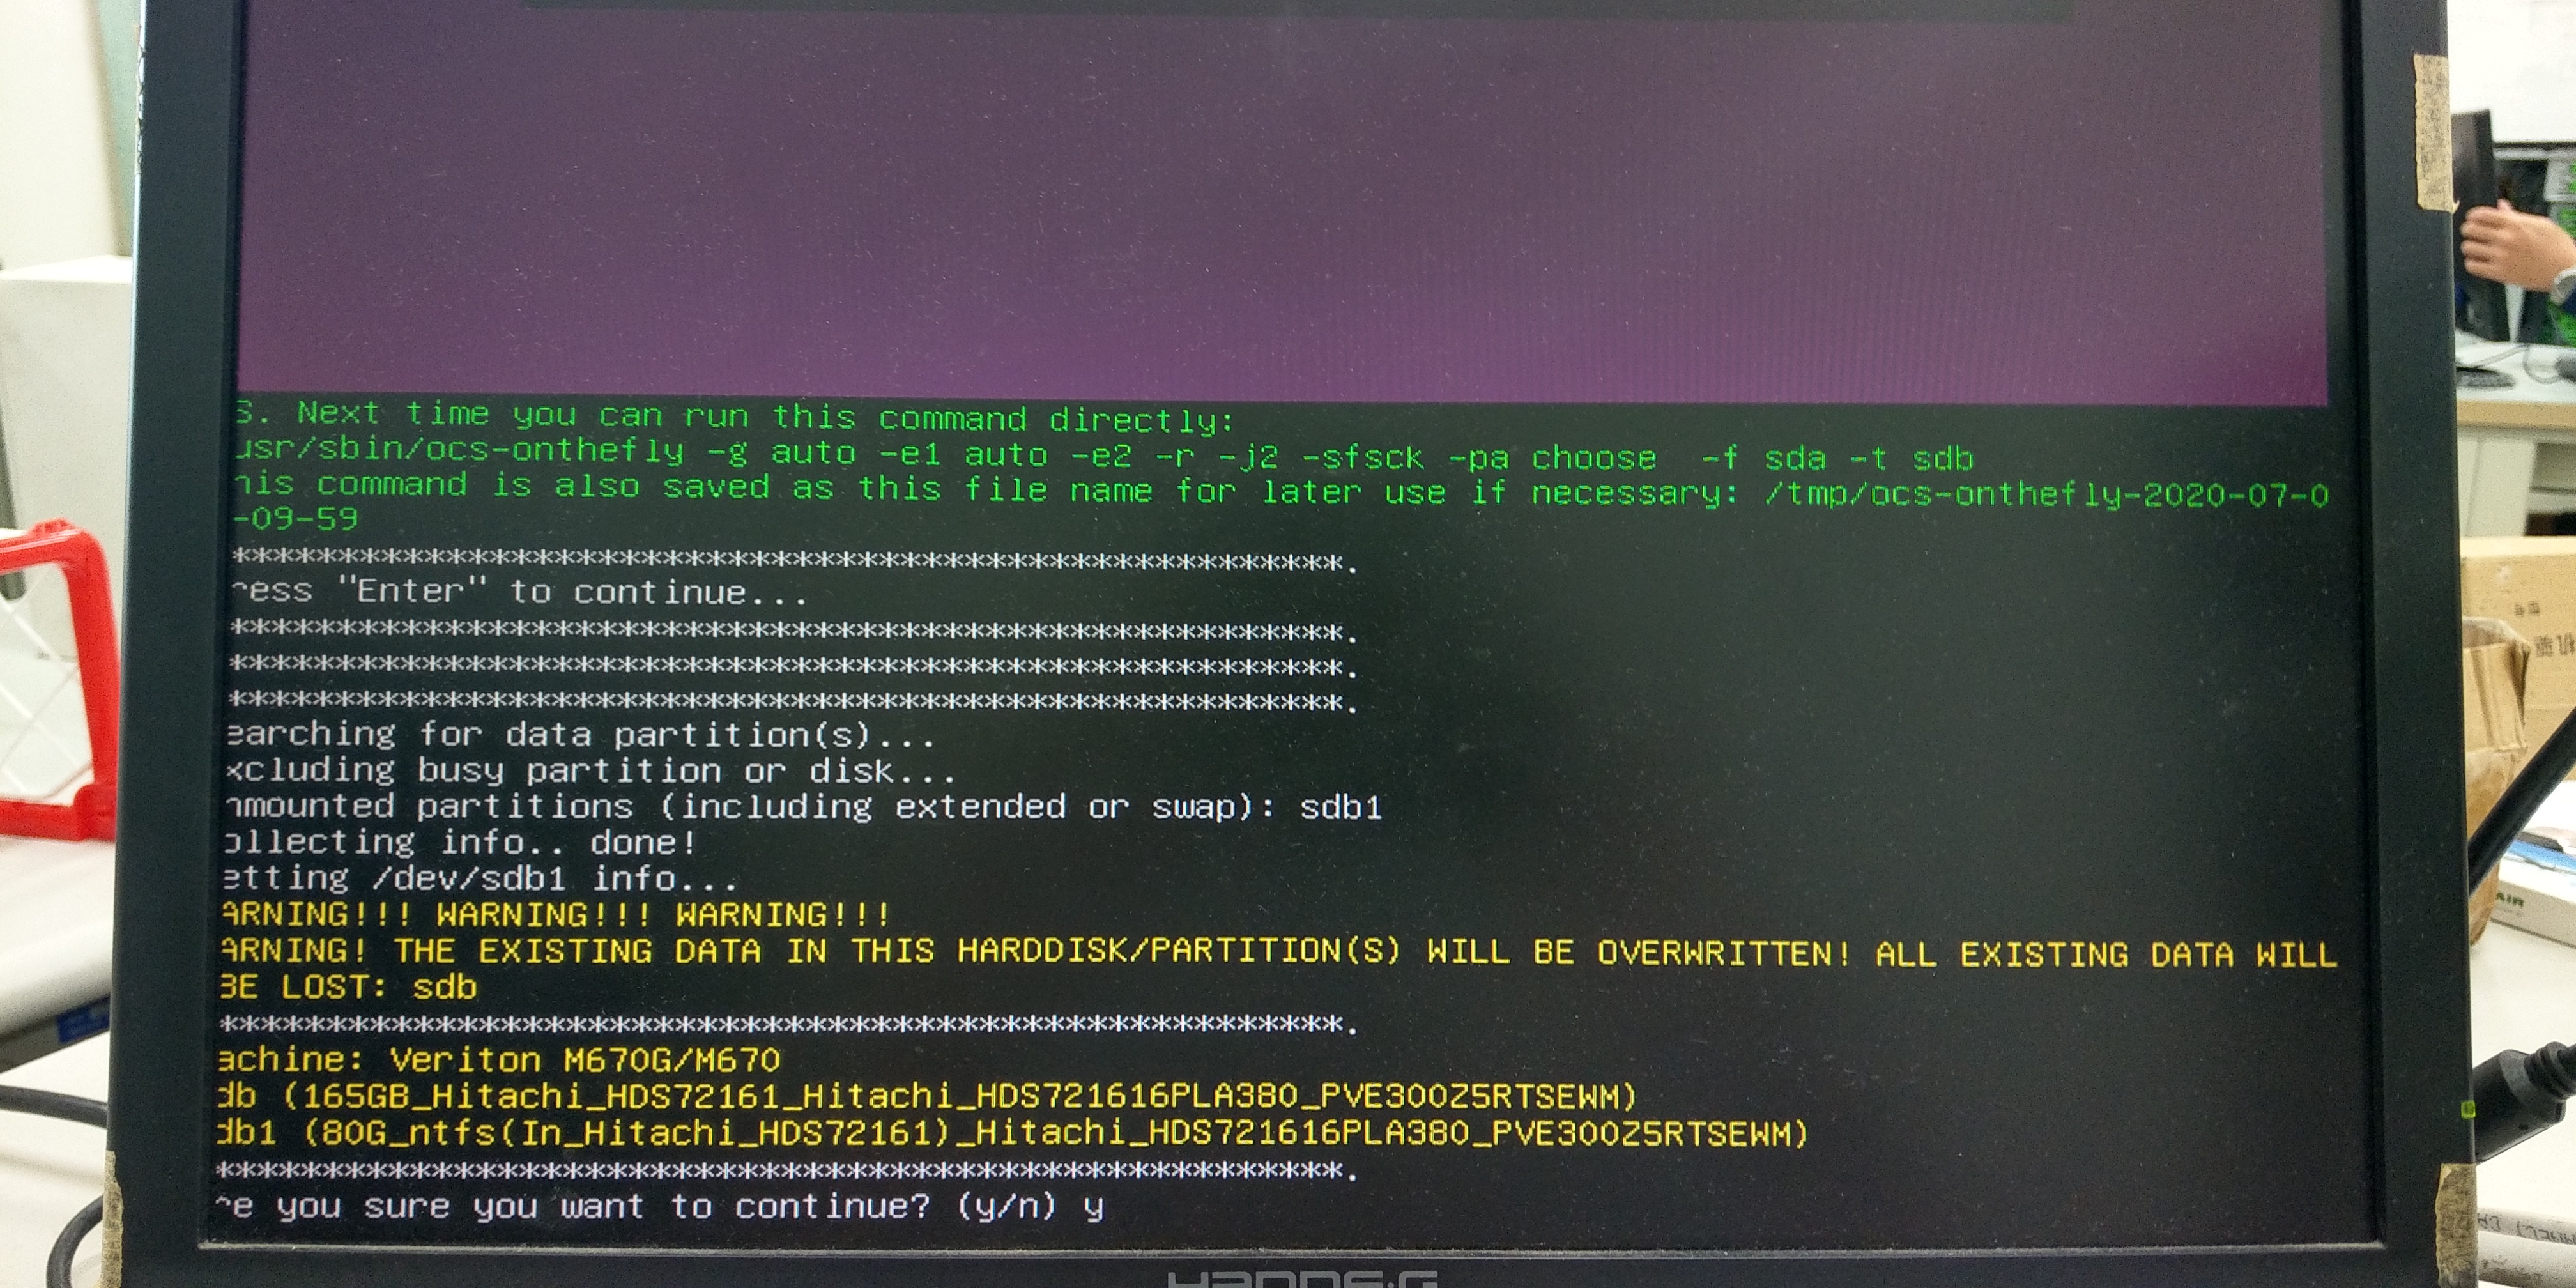 S. Next time you can run this command directly:
usr/sbin/ocs-onthefly -g auto -e1 auto -e2 -r -j2 -sfsck -pa choose  -f sda -t sdb
his command is also saved as this file name for later use if necessary: /tmp/ocs-onthefly-2020-07-0
-09-59
*****************************************************.
ress "Enter" to continue...
*****************************************************.
*****************************************************.
*****************************************************.
earching for data partition(s)...
xcluding busy partition or disk...
nmounted partitions (including extended or swap): sdb1
ollecting info.. done!
etting /dev/sdb1 info...
ARNING!!! WARNING!!! WARNING!!!
ARNING! THE EXISTING DATA IN THIS HARDDISK/PARTITION(S) WILL BE OVERWRITTEN! ALL EXISTING DATA WILL
BE LOST: sdb
*****************************************************.
achine: Veriton M670G/M670
db (165GB_Hitachi_HDS72161_Hitachi_HDS721616PLA380_PVE300Z5RTSEWM)
db1 (80G_ntfs(In_Hitachi_HDS72161)_Hitachi_HDS721616PLA380_PVE300Z5RTSEWM)
*****************************************************.
re you sure you want to continue? (y/n) y
HANNS·G